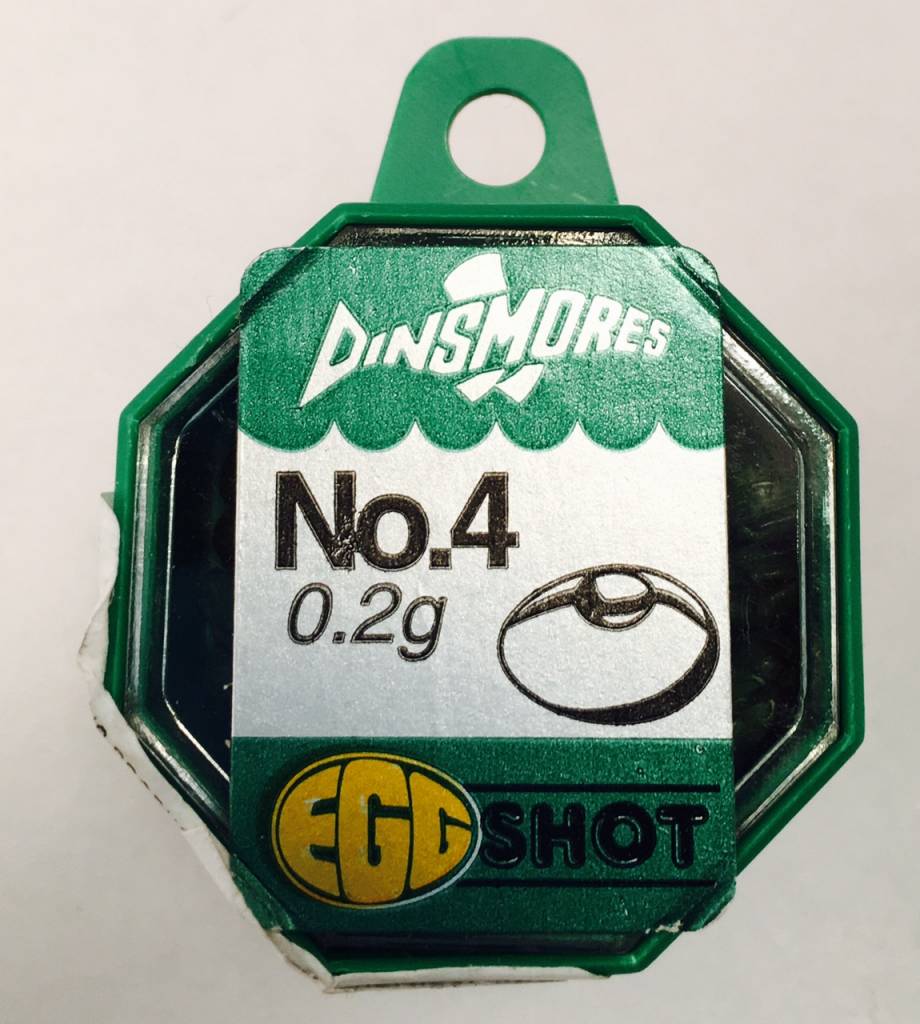 DINSMORES
No.4
0.2g
EGG SHOT